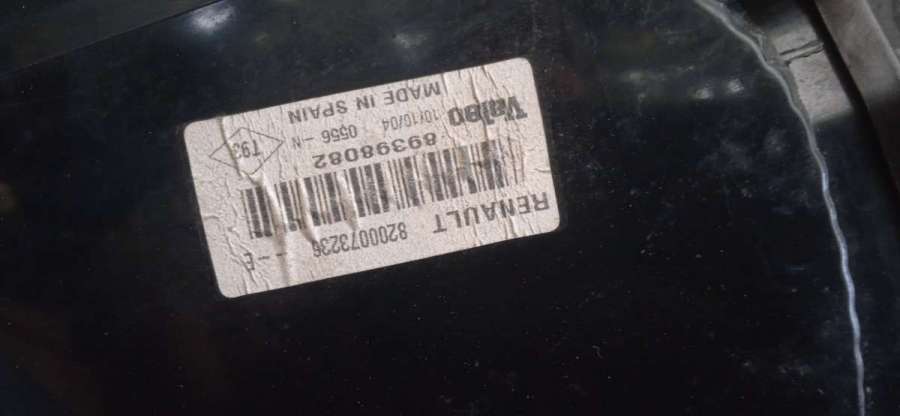 RENAULT 8200073236 --E
89398082
Valeo 10/10/04 0556 - N T93
MADE IN SPAIN